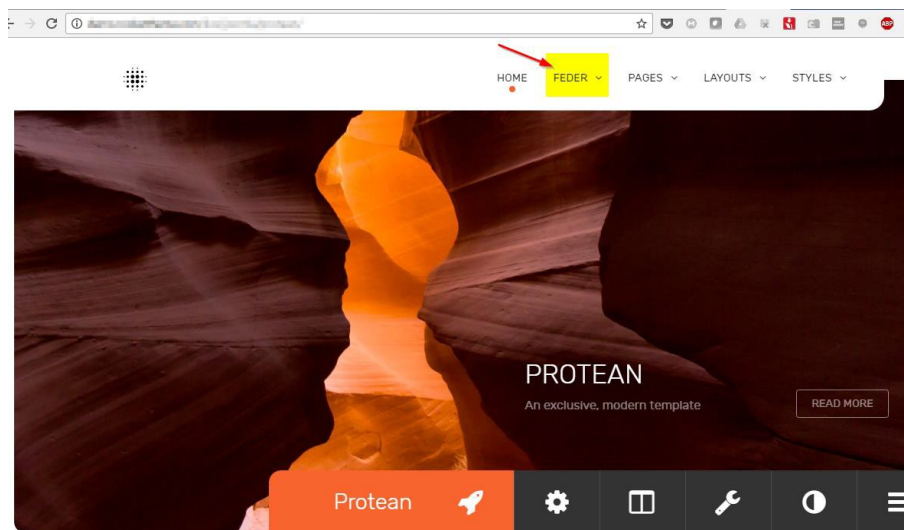 HOME FEDER PAGES LAYOUTS STYLES
PROTEAN
An exclusive, modern template
READ MORE
Protean